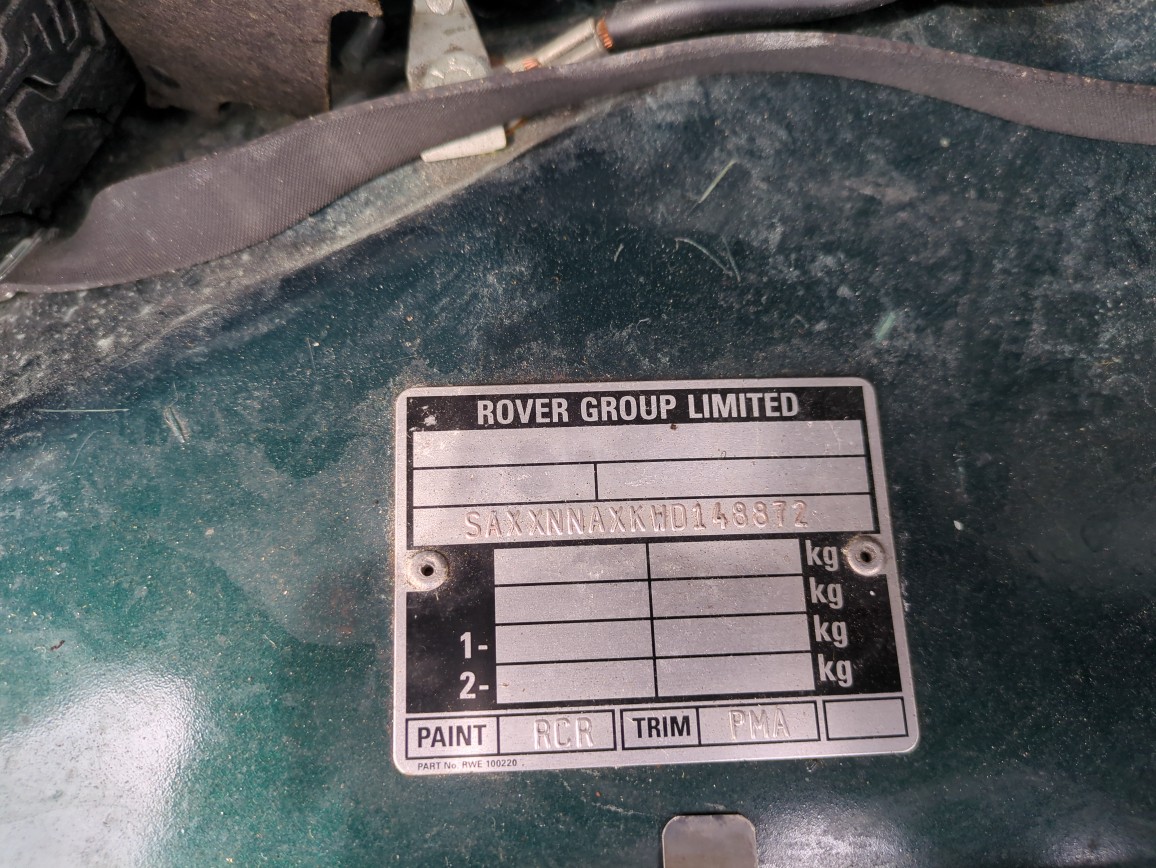 ROVER GROUP LIMITED
SAXXNNAXKWD148872
kg
kg
1- kg
2- kg
PAINT RCR TRIM PMA
PART No. RWE 100220